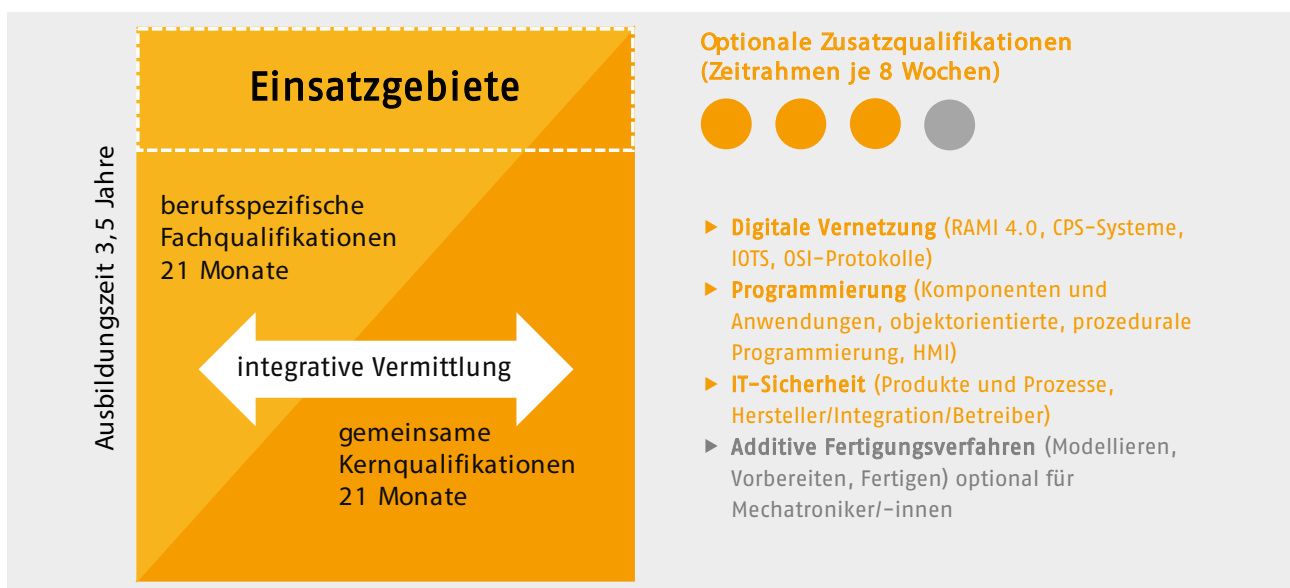 Ausbildungszeit 3,5 Jahre
Einsatzgebiete
berufsspezifische
Fachqualifikationen
21 Monate
integrative Vermittlung
gemeinsame
Kernqualifikationen
21 Monate
Optionale Zusatzqualifikationen
(Zeitrahmen je 8 Wochen)
Digitale Vernetzung (RAMI 4.0, CPS-Systeme,
IOTS, OSI-Protokolle)
Programmierung (Komponenten und
Anwendungen, objektorientierte, prozedurale
Programmierung, HMI)
IT-Sicherheit (Produkte und Prozesse,
Hersteller/Integration/Betreiber)
Additive Fertigungsverfahren (Modellieren,
Vorbereiten, Fertigen) optional für
Mechatroniker/-innen